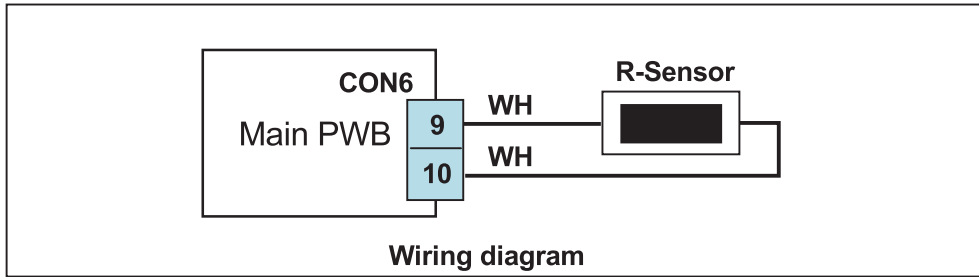 R-Sensor
CON6
WH
Main PWB
9
WH
10
Wiring diagram